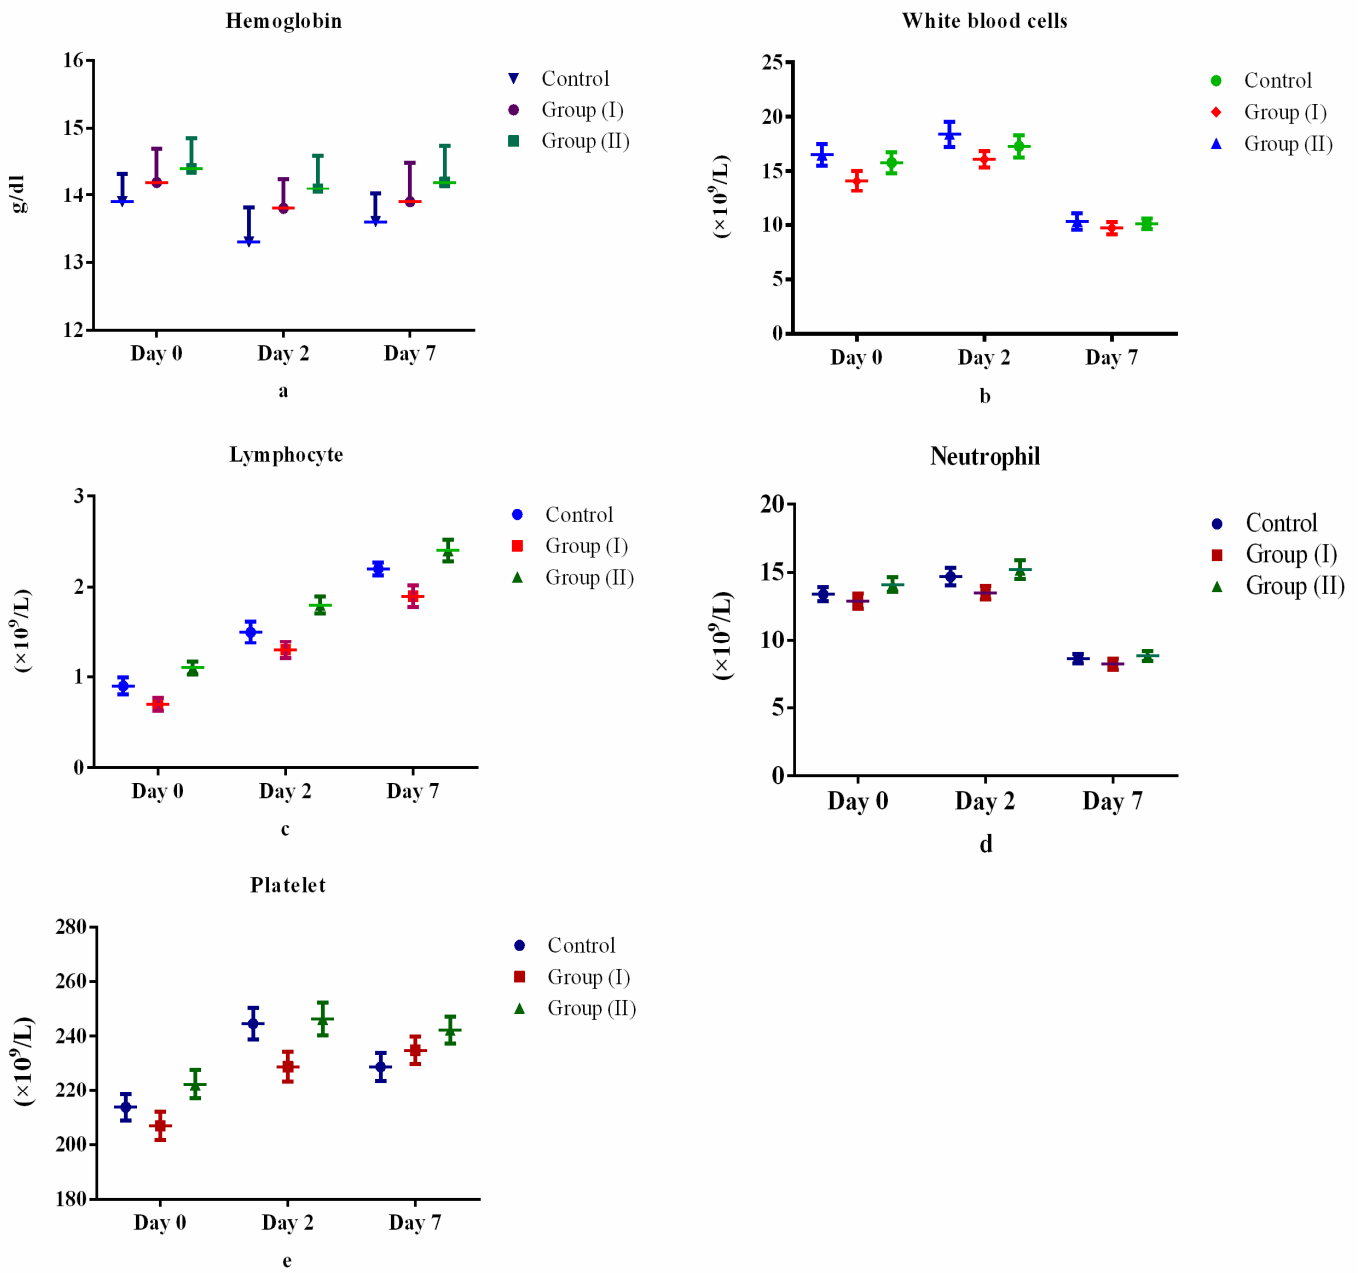 Hemoglobin
g/dl
16
15
14
13
12
Day 0 Day 2 Day 7
Control
Group (I)
Group (II)
a
White blood cells
(×10⁹/L)
25
20
15
10
5
0
Day 0 Day 2 Day 7
Control
Group (I)
Group (II)
b
Lymphocyte
(×10⁹/L)
3
2
1
0
Day 0 Day 2 Day 7
Control
Group (I)
Group (II)
c
Neutrophil
(×10⁹/L)
20
15
10
5
0
Day 0 Day 2 Day 7
Control
Group (I)
Group (II)
d
Platelet
(×10⁹/L)
280
260
240
220
200
180
Day 0 Day 2 Day 7
Control
Group (I)
Group (II)
e